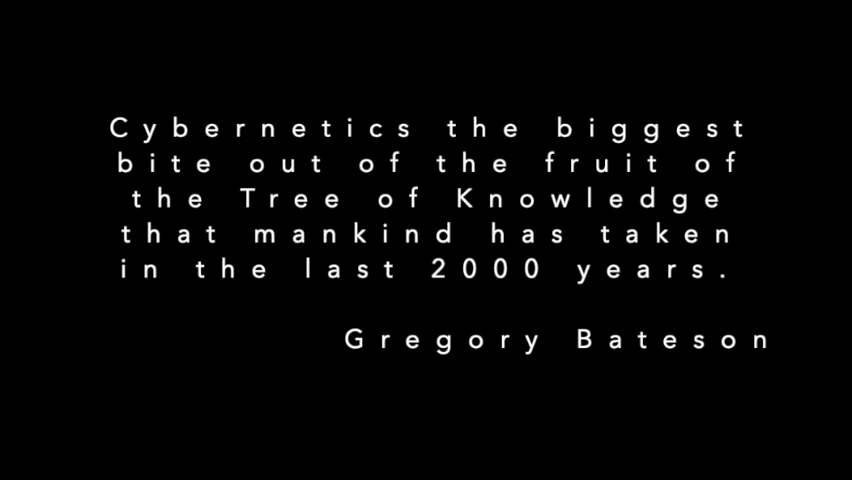 Cybernetics the biggest
bite out of the fruit of
the Tree of Knowledge
that mankind has taken
in the last 2000 years.
Gregory Bateson